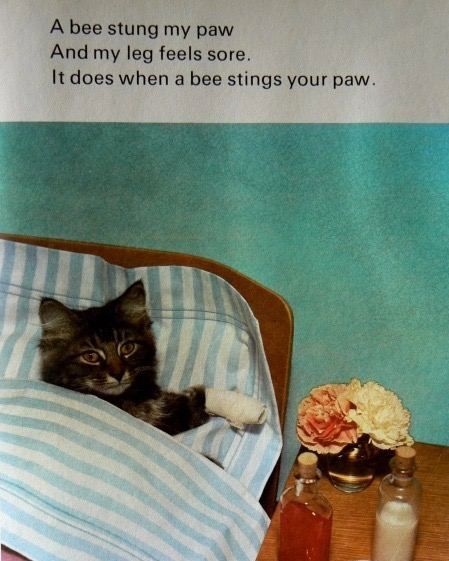 A bee stung my paw
And my leg feels sore.
It does when a bee stings your paw.